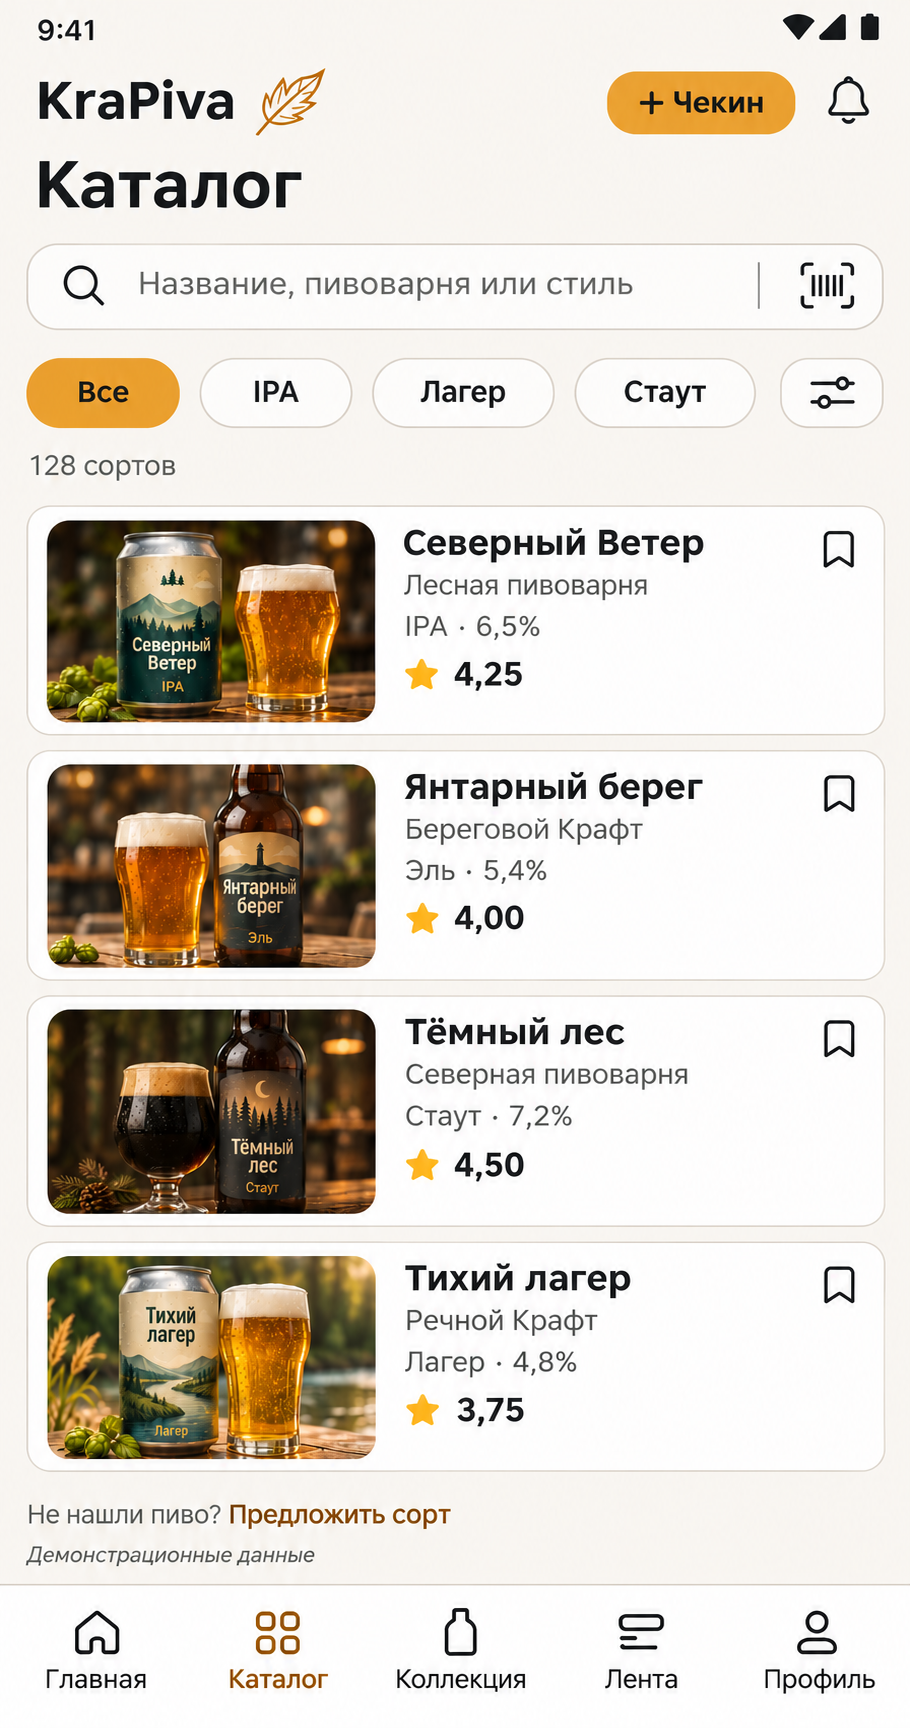 9:41
KraPiva
+ Чекин
Каталог
Название, пивоварня или стиль
Все
IPA
Лагер
Стаут
128 сортов
Северный
Ветер
IPA
Северный Ветер
Лесная пивоварня
IPA · 6,5%
4,25
Янтарный
берег
Эль
Янтарный берег
Береговой Крафт
Эль · 5,4%
4,00
Тёмный
лес
Стаут
Тёмный лес
Северная пивоварня
Стаут · 7,2%
4,50
Тихий
лагер
Лагер
Тихий лагер
Речной Крафт
Лагер · 4,8%
3,75
Не нашли пиво? Предложить сорт
Демонстрационные данные
Главная
Каталог
Коллекция
Лента
Профиль